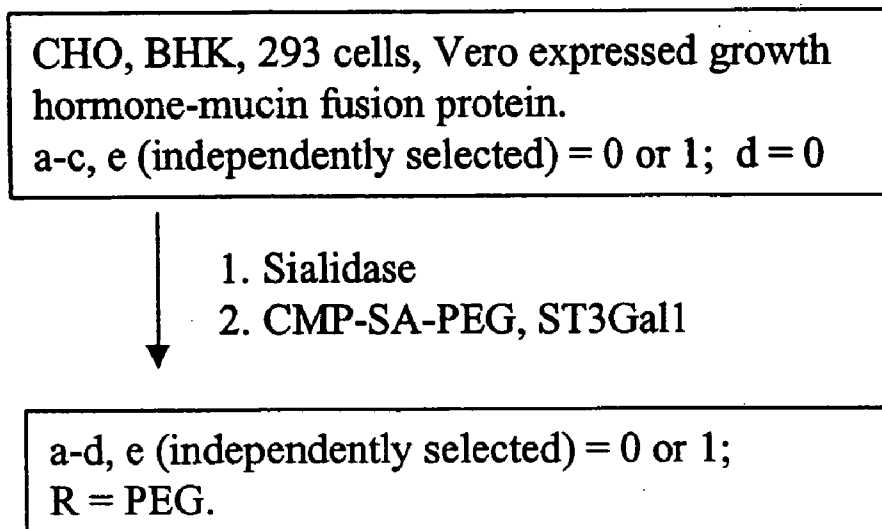 CHO, BHK, 293 cells, Vero expressed growth
hormone-mucin fusion protein.
a-c, e (independently selected) = 0 or 1; d = 0
1. Sialidase
2. CMP-SA-PEG, ST3Gal1
a-d, e (independently selected) = 0 or 1;
R = PEG.